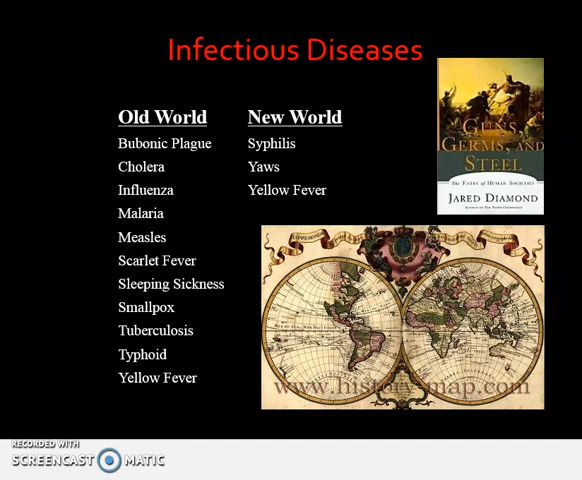 Infectious Diseases
Old World
Bubonic Plague
Cholera
Influenza
Malaria
Measles
Scarlet Fever
Sleeping Sickness
Smallpox
Tuberculosis
Typhoid
Yellow Fever
New World
Syphilis
Yaws
Yellow Fever
GUNS,
GERMS, AND
STEEL
The Fates of Human Societies
JARED DIAMOND
www.historymap.com
RECORDED WITH
SCREENCAST MATIC